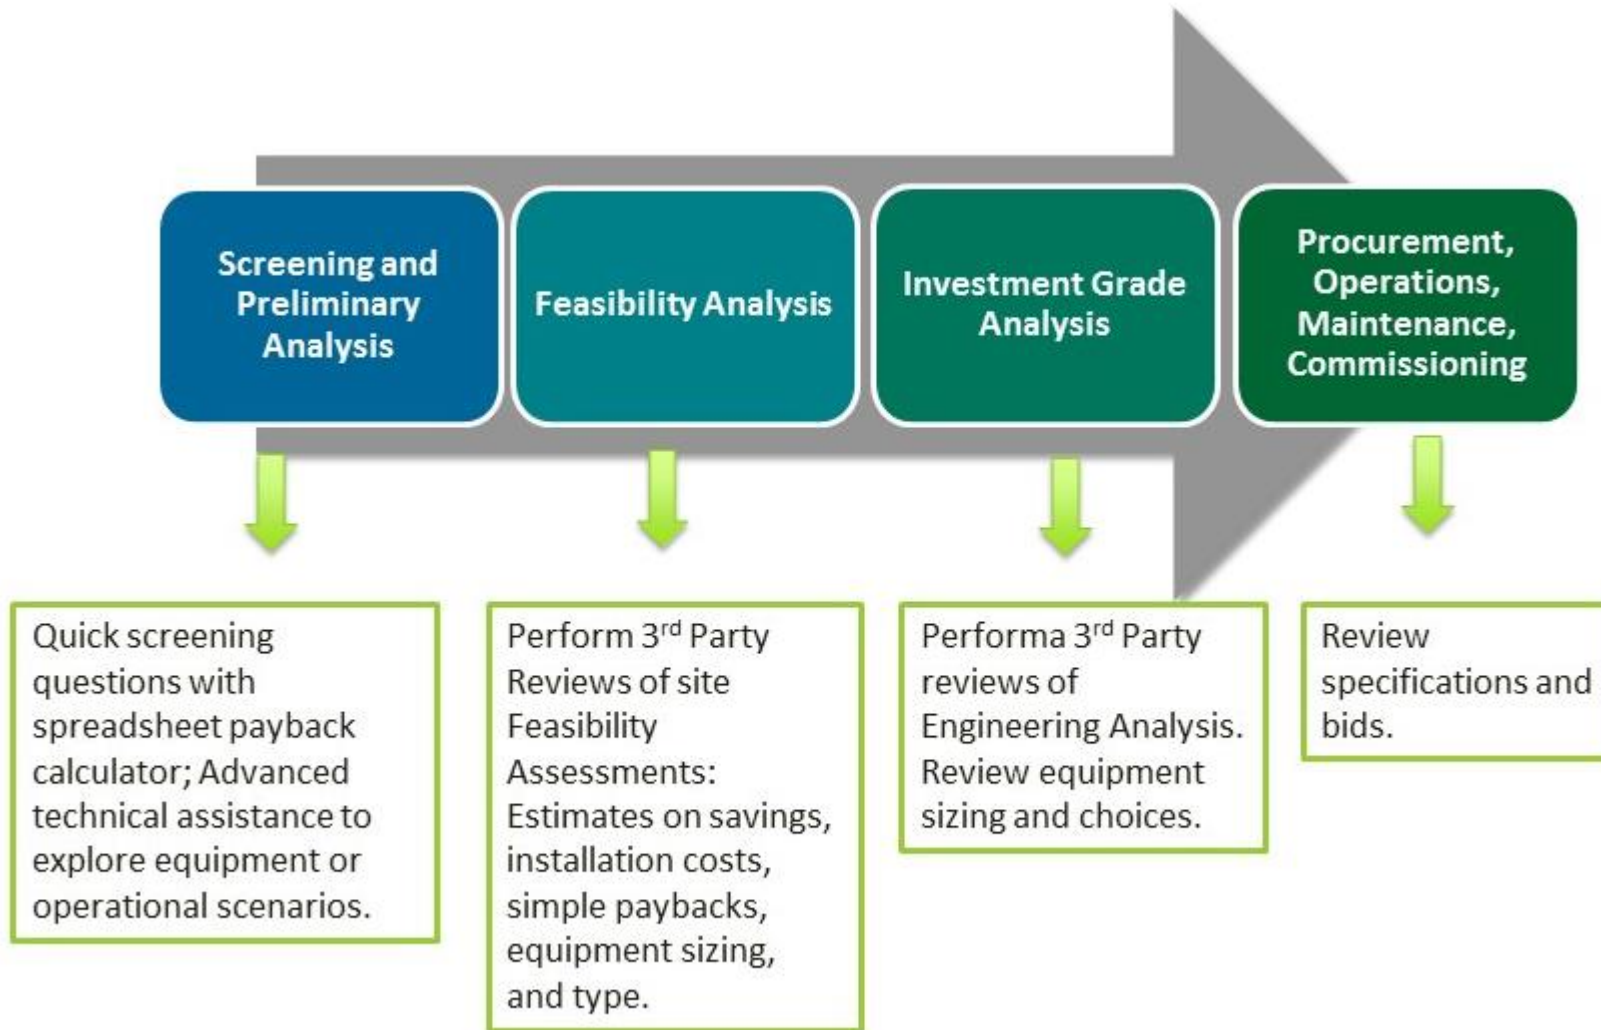 Screening and
Preliminary
Analysis
Feasibility Analysis
Investment Grade
Analysis
Procurement,
Operations,
Maintenance,
Commissioning
Quick screening
questions with
spreadsheet payback
calculator; Advanced
technical assistance to
explore equipment or
operational scenarios.
Perform 3rd Party
Reviews of site
Feasibility
Assessments:
Estimates on savings,
installation costs,
simple paybacks,
equipment sizing,
and type.
Performa 3rd Party
reviews of
Engineering Analysis.
Review equipment
sizing and choices.
Review
specifications and
bids.